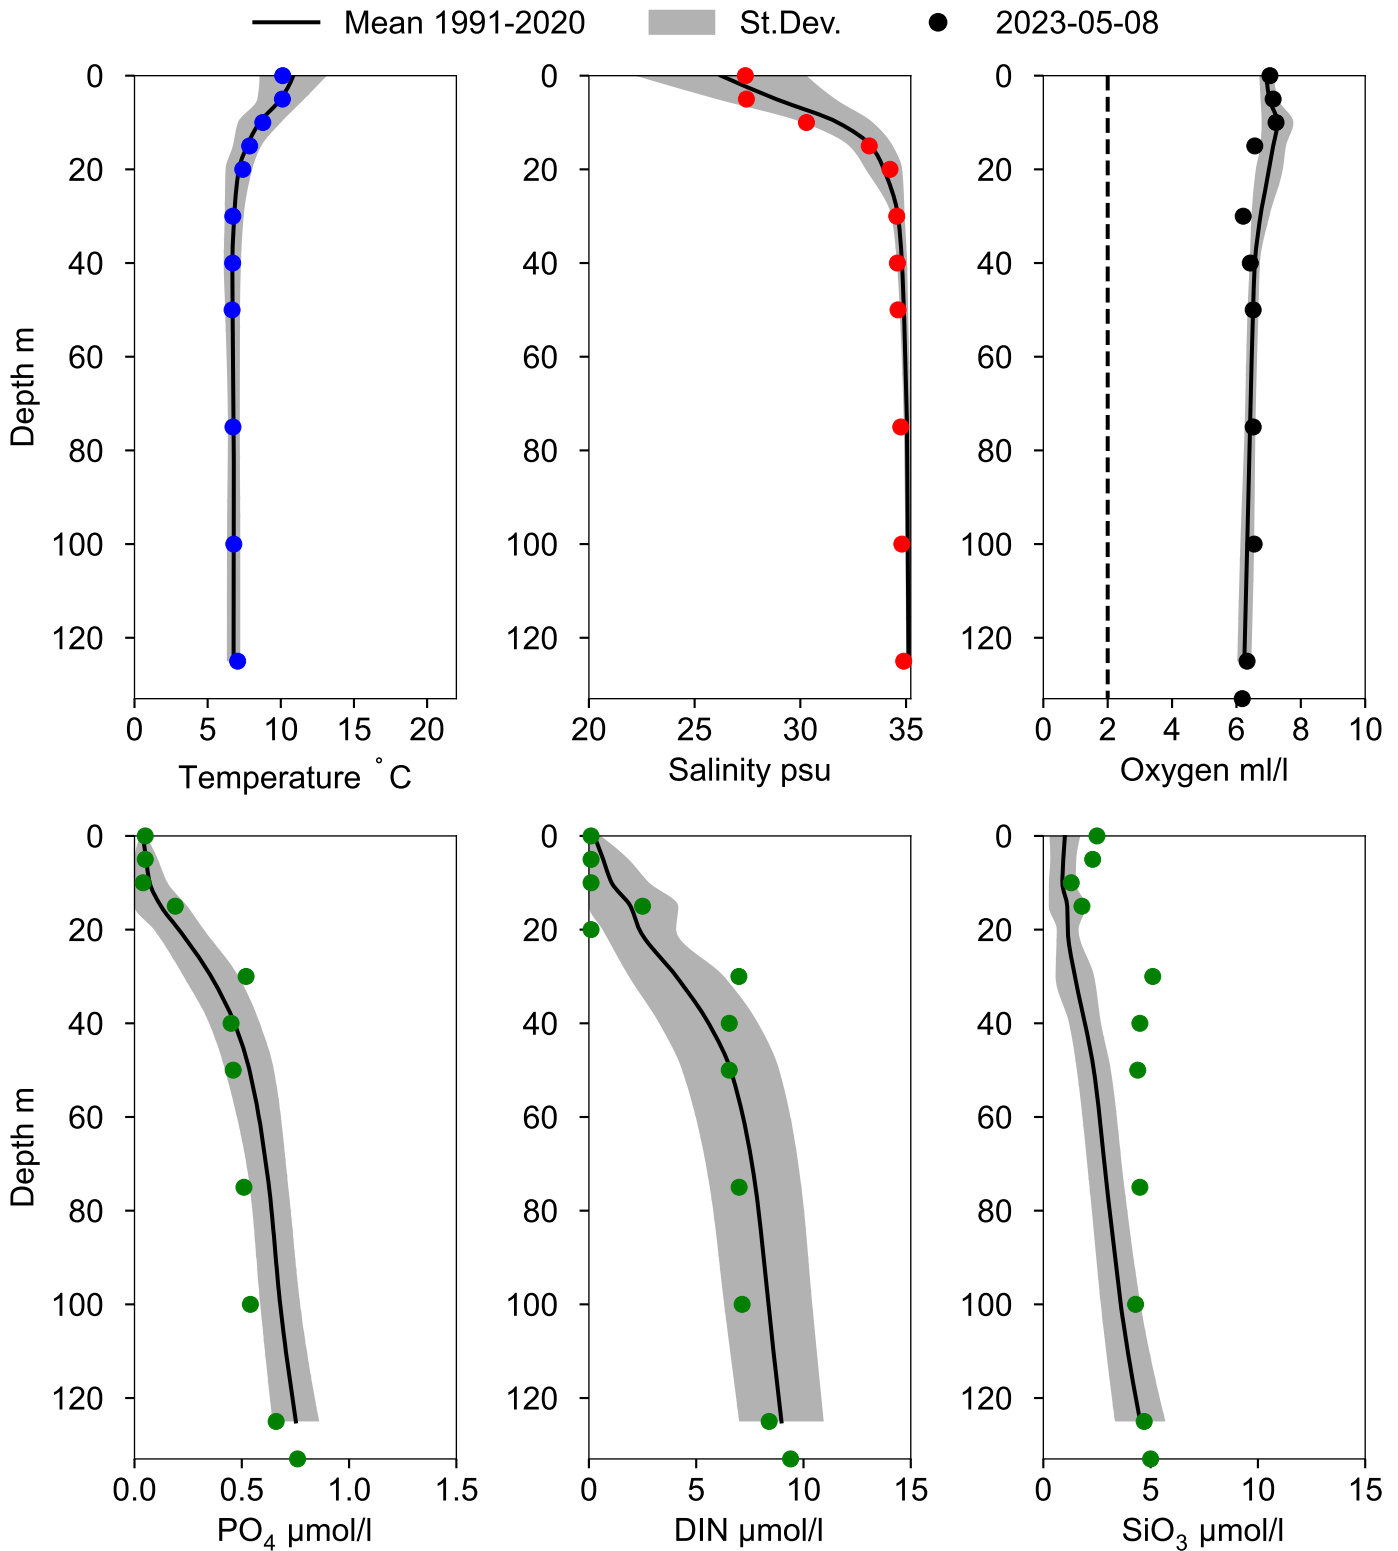 Mean 1991-2020 St.Dev. 2023-05-08
0 0 0
20 20 20
40 40 40
60 60 60
80 80 80
100 100 100
120 120 120
Depth m
0 5 10 15 20 20 25 30 35 0 2 4 6 8 10
Temperature °C Salinity psu Oxygen ml/l
0 0 0
20 20 20
40 40 40
60 60 60
80 80 80
100 100 100
120 120 120
Depth m
0.0 0.5 1.0 1.5 0 5 10 15 0 5 10 15
PO4 µmol/l DIN µmol/l SiO3 µmol/l